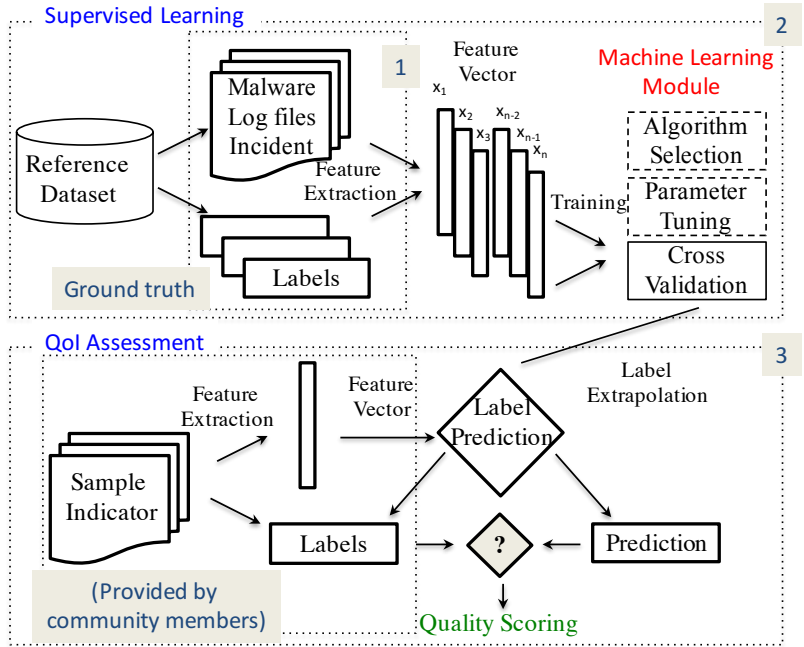 Supervised Learning
2
1
Malware
Log files
Incident
Reference
Dataset
Feature
Extraction
Labels
Ground truth
Feature
Vector
x1
x2
x3
xn-2
xn-1
xn
Training
Machine Learning
Module
Algorithm
Selection
Parameter
Tuning
Cross
Validation
QoI Assessment
3
Feature
Extraction
Feature
Vector
Label
Prediction
Label
Extrapolation
Sample
Indicator
Labels
?
Prediction
(Provided by
community members)
Quality Scoring